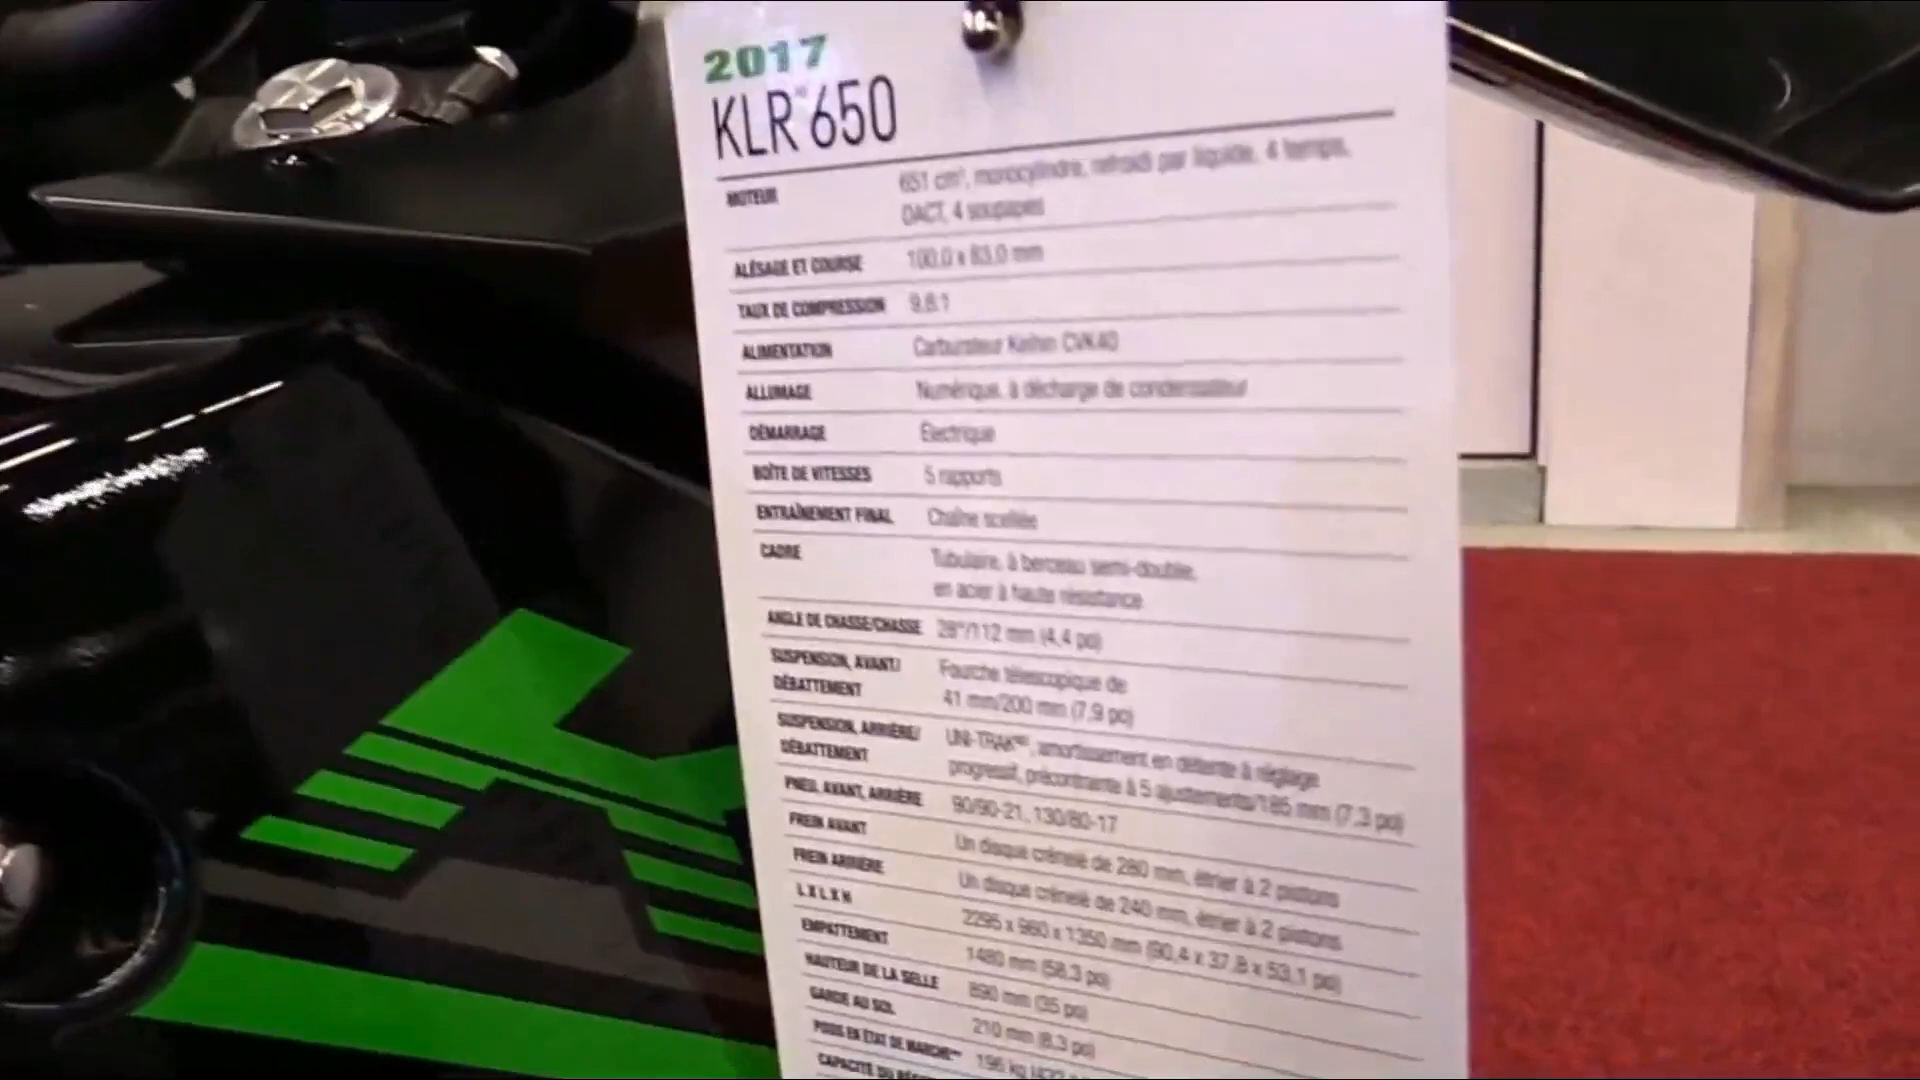 2017
KLR 650
MOTEUR 651 cm³, monocylindre, refroidi par liquide, 4 temps,
DACT, 4 soupapes
ALÉSAGE ET COURSE 100,0 x 83,0 mm
TAUX DE COMPRESSION 9.8:1
ALIMENTATION Carburateur Keihin CVK40
ALLUMAGE Numérique, à décharge de condensateur
DÉMARRAGE Électrique
BOÎTE DE VITESSES 5 rapports
ENTRAÎNEMENT FINAL Chaîne scellée
CADRE Tubulaire, à berceau semi-double,
en acier à haute résistance
ANGLE DE CHASSE/CHASSE 28°/112 mm (4,4 po)
SUSPENSION, AVANT/ Fourche télescopique de
DÉBATTEMENT 41 mm/200 mm (7,9 po)
SUSPENSION, ARRIÈRE/ UNI-TRAK, amortissement en détente à réglage
DÉBATTEMENT progressif, précontrainte à 5 ajustements/185 mm (7,3 po)
PNEU, AVANT, ARRIÈRE 90/90-21, 130/80-17
FREIN AVANT Un disque crénelé de 280 mm, étrier à 2 pistons
FREIN ARRIÈRE Un disque crénelé de 240 mm, étrier à 2 pistons
L X L X H 2295 x 960 x 1350 mm (90,4 x 37,8 x 53,1 po)
EMPATTEMENT 1480 mm (58,3 po)
HAUTEUR DE LA SELLE 890 mm (35 po)
GARDE AU SOL 210 mm (8,3 po)
POIDS EN ÉTAT DE MARCHE 196 kg
CAPACITÉ DU